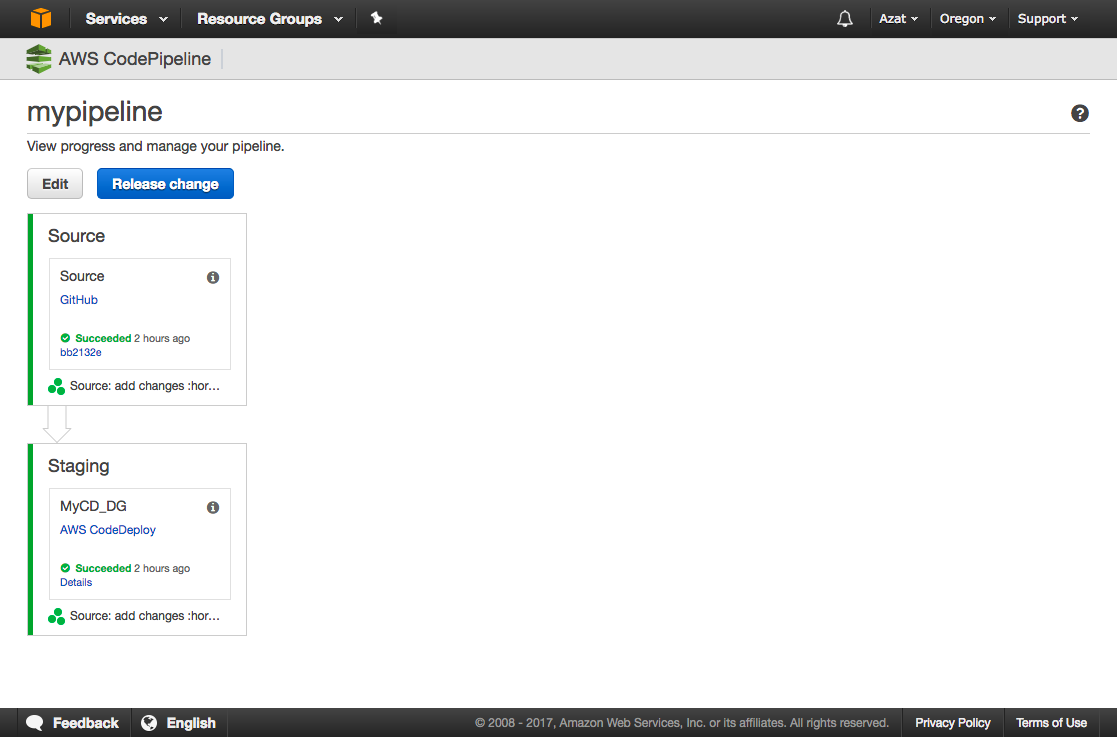 Services Resource Groups Azat Oregon Support
AWS CodePipeline
mypipeline
View progress and manage your pipeline.
Edit Release change
Source
Source
GitHub
Succeeded 2 hours ago
bb2132e
Source: add changes :hor...
Staging
MyCD_DG
AWS CodeDeploy
Succeeded 2 hours ago
Details
Source: add changes :hor...
Feedback English © 2008 - 2017, Amazon Web Services, Inc. or its affiliates. All rights reserved. Privacy Policy Terms of Use